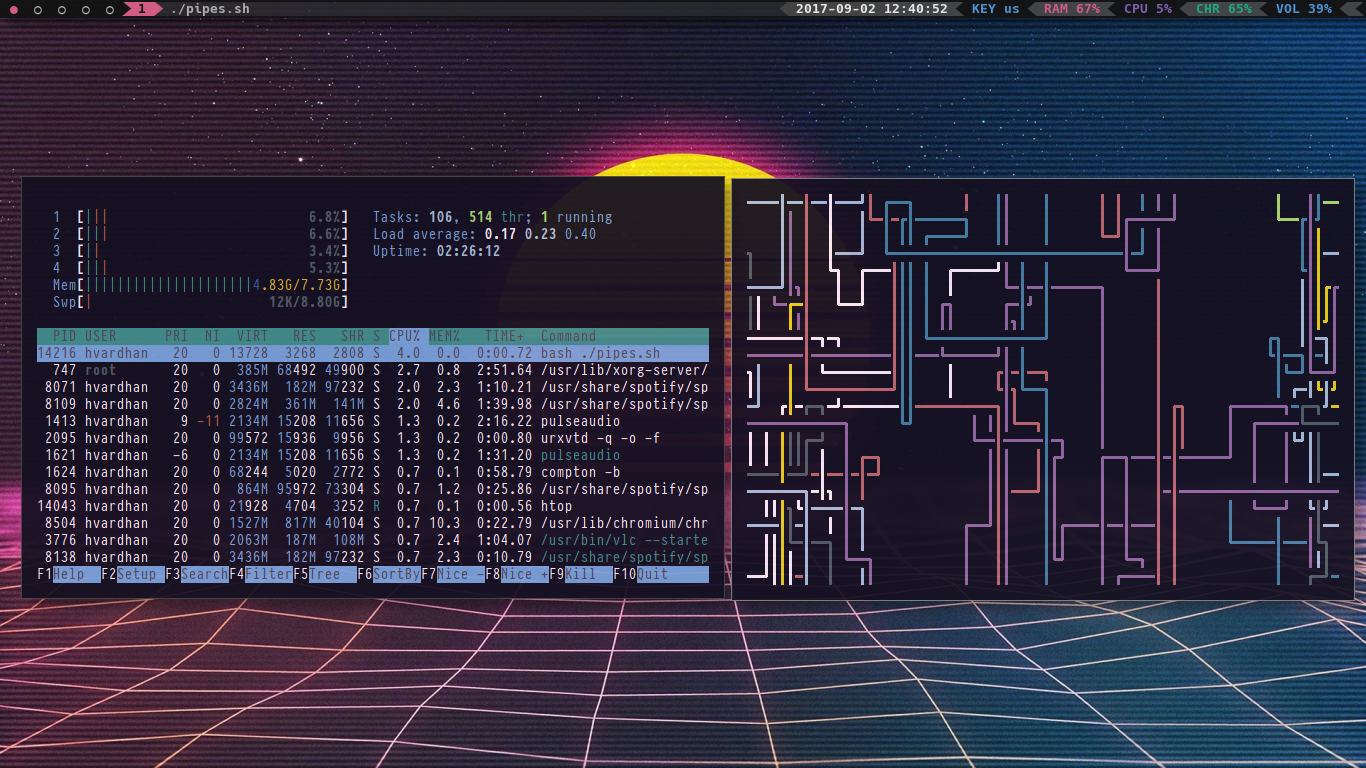 1 ./pipes.sh 2017-09-02 12:40:52 KEY us RAM 67% CPU 5% CHR 65% VOL 39%
1 [||| 6.8%] Tasks: 106, 514 thr; 1 running
2 [||| 6.6%] Load average: 0.17 0.23 0.40
3 [|| 3.4%] Uptime: 02:26:12
4 [||| 5.3%]
Mem[|||||||||||||||||||||4.83G/7.73G]
Swp[| 12K/8.80G]
PID USER PRI NI VIRT RES SHR S CPU% MEM% TIME+ Command
14216 hvardhan 20 0 13728 3268 2808 S 4.0 0.0 0:00.72 bash ./pipes.sh
747 root 20 0 385M 68492 49900 S 2.7 0.8 2:51.64 /usr/lib/xorg-server/
8071 hvardhan 20 0 3436M 182M 97232 S 2.0 2.3 1:10.21 /usr/share/spotify/sp
8109 hvardhan 20 0 2824M 361M 141M S 2.0 4.6 1:39.98 /usr/share/spotify/sp
1413 hvardhan 9 -11 2134M 15208 11656 S 1.3 0.2 2:16.22 pulseaudio
2095 hvardhan 20 0 99572 15936 9956 S 1.3 0.2 0:00.80 urxvtd -q -o -f
1621 hvardhan -6 0 2134M 15208 11656 S 1.3 0.2 1:31.20 pulseaudio
1624 hvardhan 20 0 68244 5020 2772 S 0.7 0.1 0:58.79 compton -b
8095 hvardhan 20 0 864M 95972 73304 S 0.7 1.2 0:25.86 /usr/share/spotify/sp
14043 hvardhan 20 0 21928 4704 3252 R 0.7 0.1 0:00.56 htop
8504 hvardhan 20 0 1527M 817M 40104 S 0.7 10.3 0:22.79 /usr/lib/chromium/chr
3776 hvardhan 20 0 2063M 187M 108M S 0.7 2.4 1:04.07 /usr/bin/vlc --starte
8138 hvardhan 20 0 3436M 182M 97232 S 0.7 2.3 0:10.79 /usr/share/spotify/sp
F1Help F2Setup F3SearchF4FilterF5Tree F6SortByF7Nice -F8Nice +F9Kill F10Quit